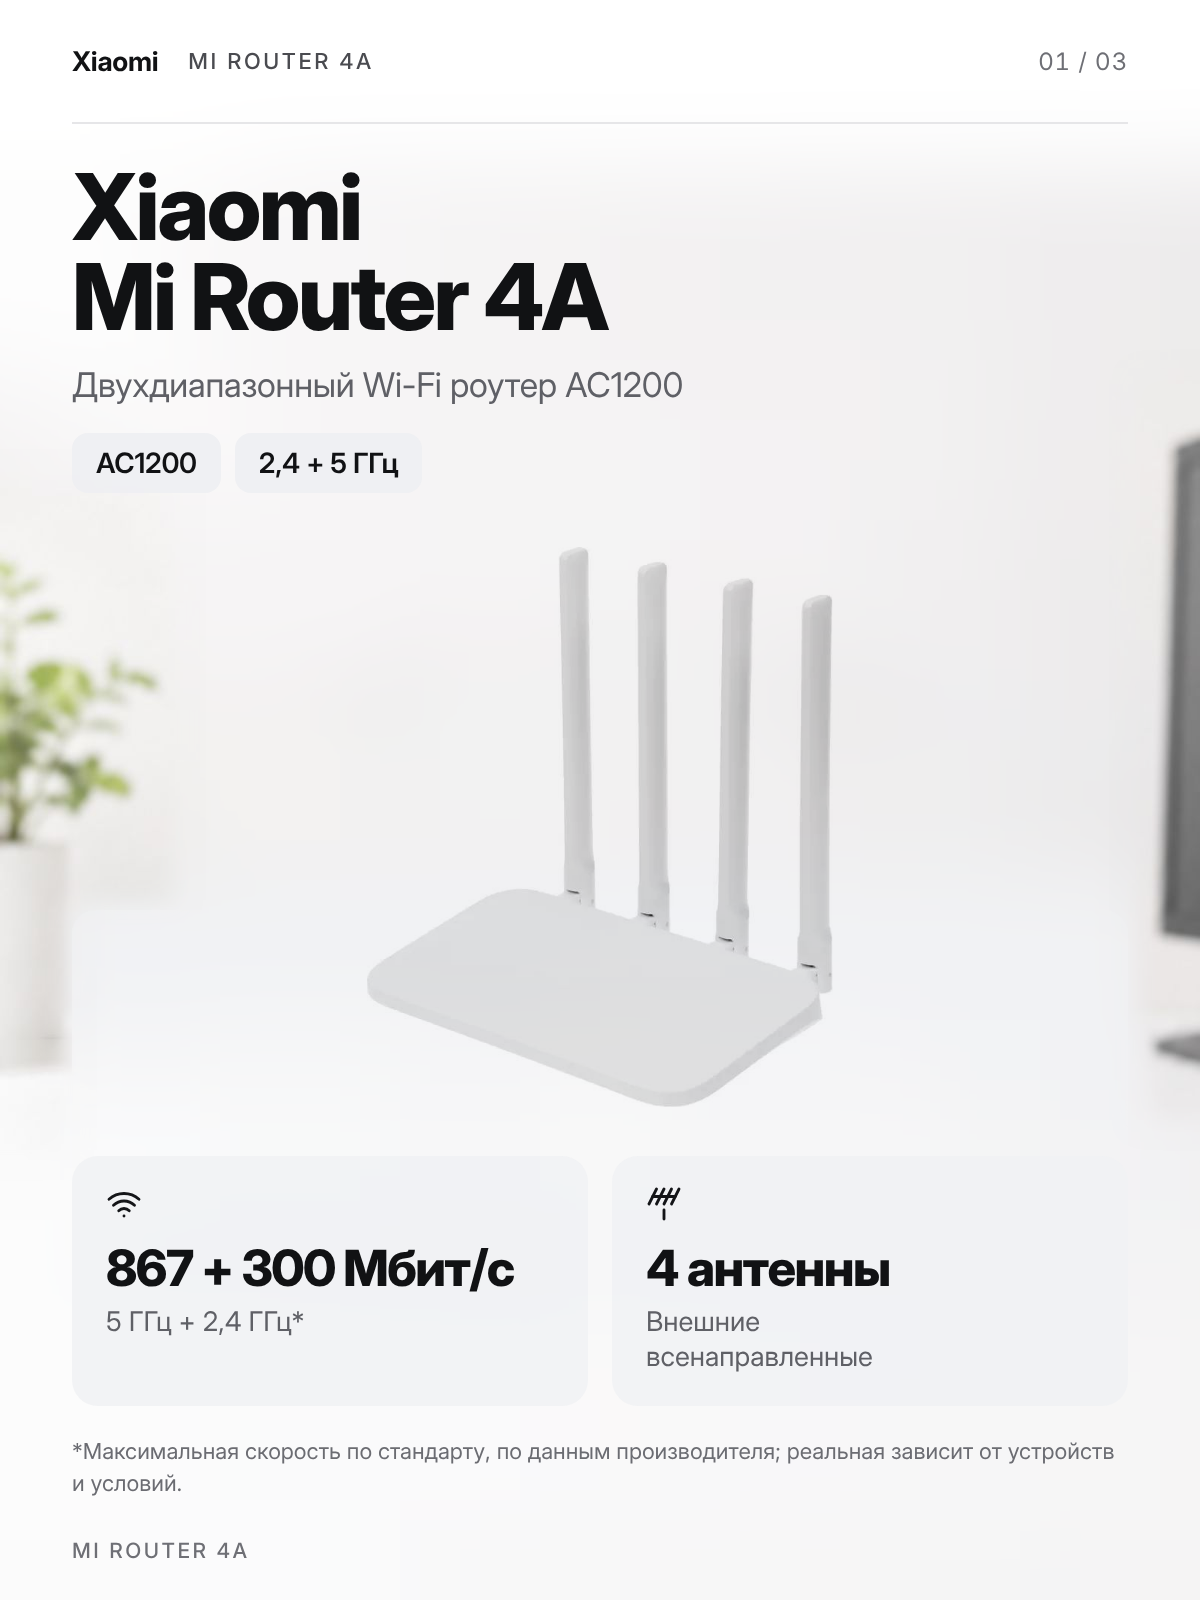 Xiaomi MI ROUTER 4A 01 / 03
Xiaomi
Mi Router 4A
Двухдиапазонный Wi-Fi роутер AC1200
AC1200 2,4 + 5 ГГц
867 + 300 Мбит/с
5 ГГц + 2,4 ГГц*
4 антенны
Внешние
всенаправленные
*Максимальная скорость по стандарту, по данным производителя; реальная зависит от устройств
и условий.
MI ROUTER 4A